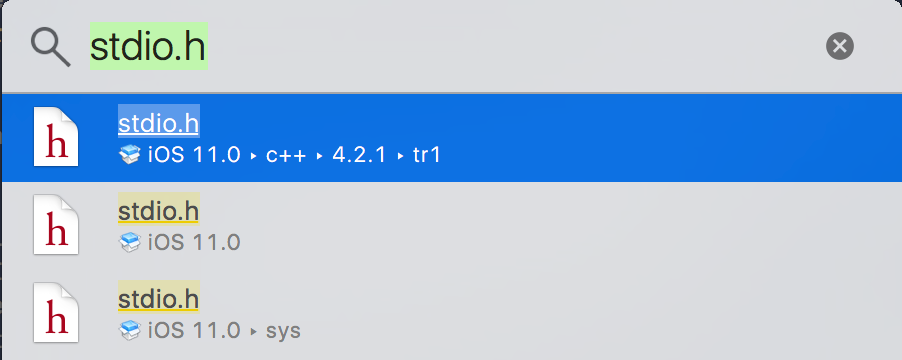 stdio.h
h
stdio.h
iOS 11.0 ‣ c++ ‣ 4.2.1 ‣ tr1
h
stdio.h
iOS 11.0
h
stdio.h
iOS 11.0 ‣ sys